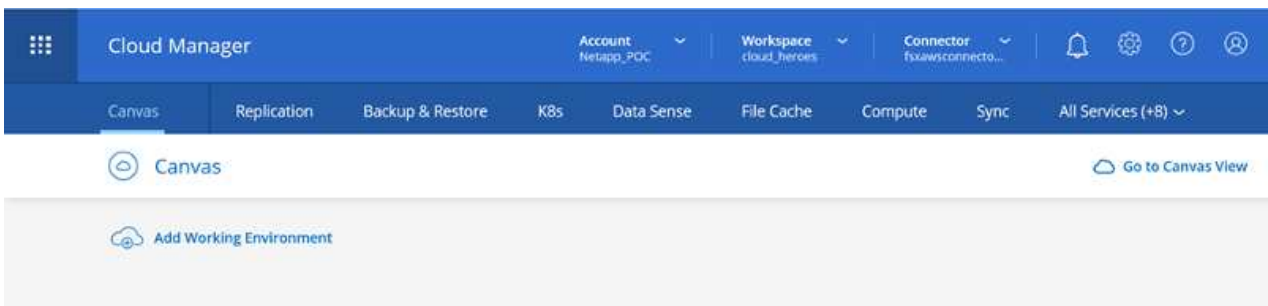 Cloud Manager
Account
Netapp_POC
Workspace
cloud_heroes
Connector
fsxawsconnecto...
Canvas Replication Backup & Restore K8s Data Sense File Cache Compute Sync All Services (+8)
Canvas
Go to Canvas View
Add Working Environment